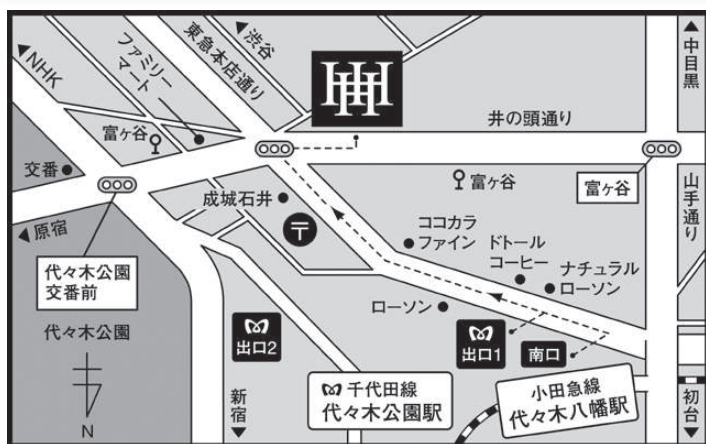 NHK
ファミリー
マート
東急本店通り
渋谷
HH
井の頭通り
中目黒
富ヶ谷
交番
成城石井
富ヶ谷
富ヶ谷
山手通り
原宿
〒
ココカラ
ファイン
ドトール
コーヒー
ナチュラル
ローソン
代々木公園
交番前
ローソン
代々木公園
出口2
出口1
南口
N
新宿
千代田線
代々木公園駅
小田急線
代々木八幡駅
初台